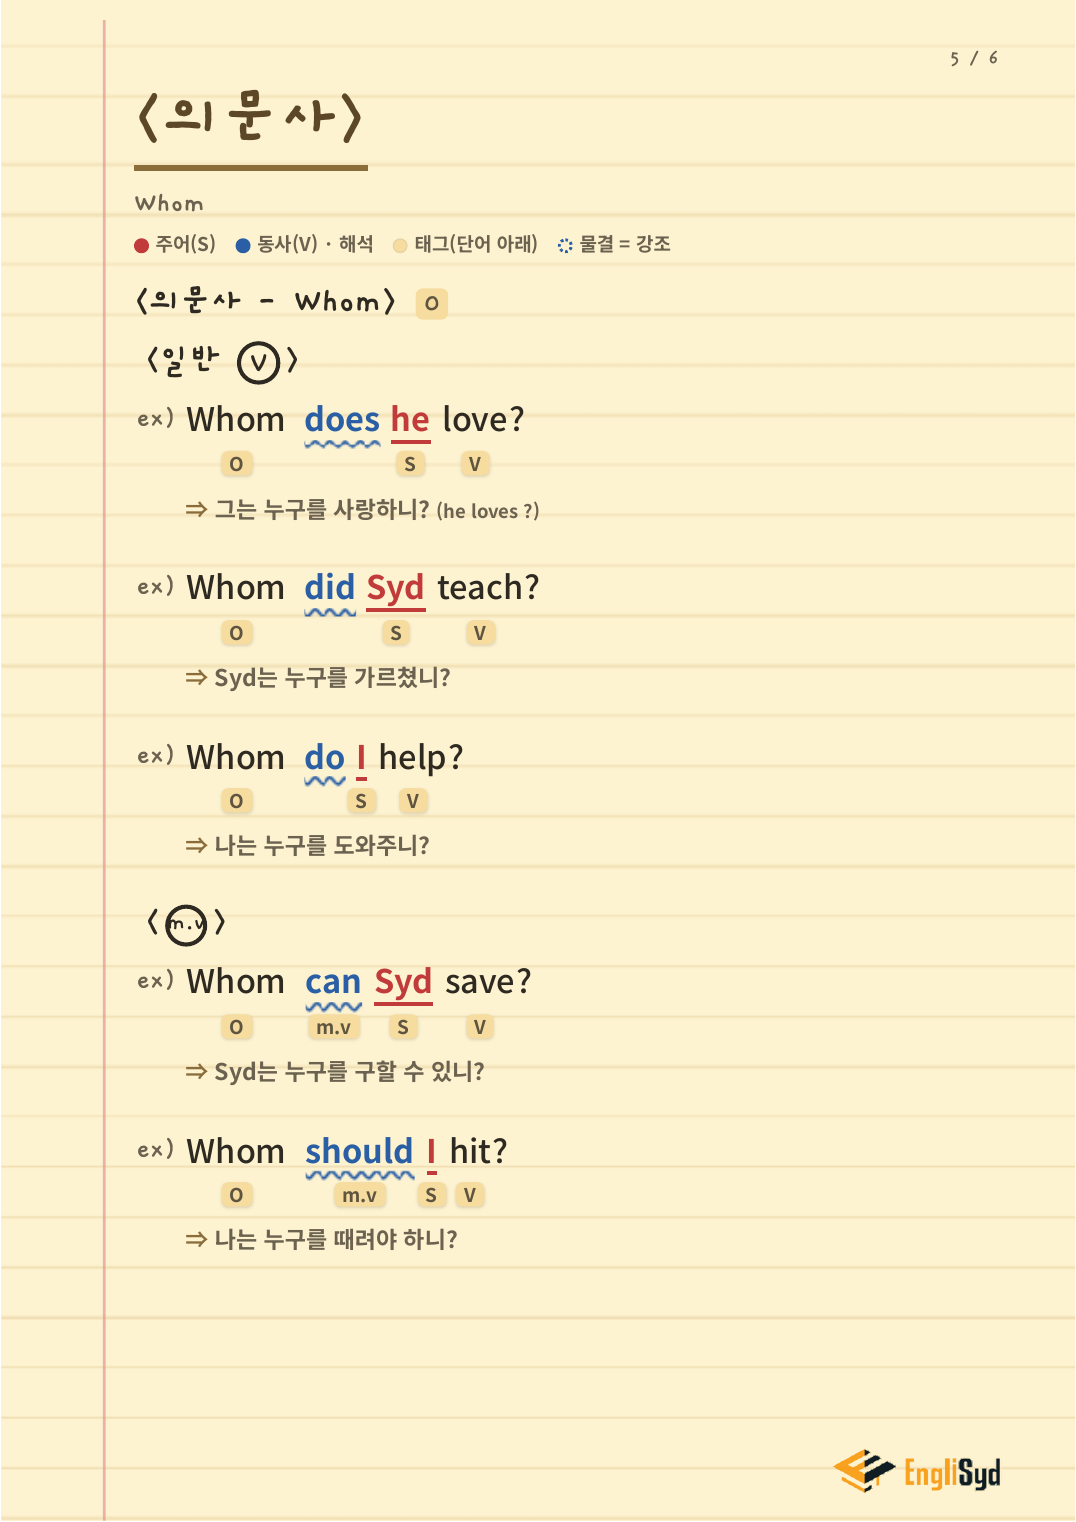 5 / 6
<의문사>
Whom
주어(S) 동사(V) · 해석 태그(단어 아래) 물결 = 강조
<의문사 - Whom> O
<일반 V>
ex) Whom does he love?
O S V
⇒ 그는 누구를 사랑하니? (he loves ?)
ex) Whom did Syd teach?
O S V
⇒ Syd는 누구를 가르쳤니?
ex) Whom do I help?
O S V
⇒ 나는 누구를 도와주니?
<m.v>
ex) Whom can Syd save?
O m.v S V
⇒ Syd는 누구를 구할 수 있니?
ex) Whom should I hit?
O m.v S V
⇒ 나는 누구를 때려야 하니?
EngliSyd